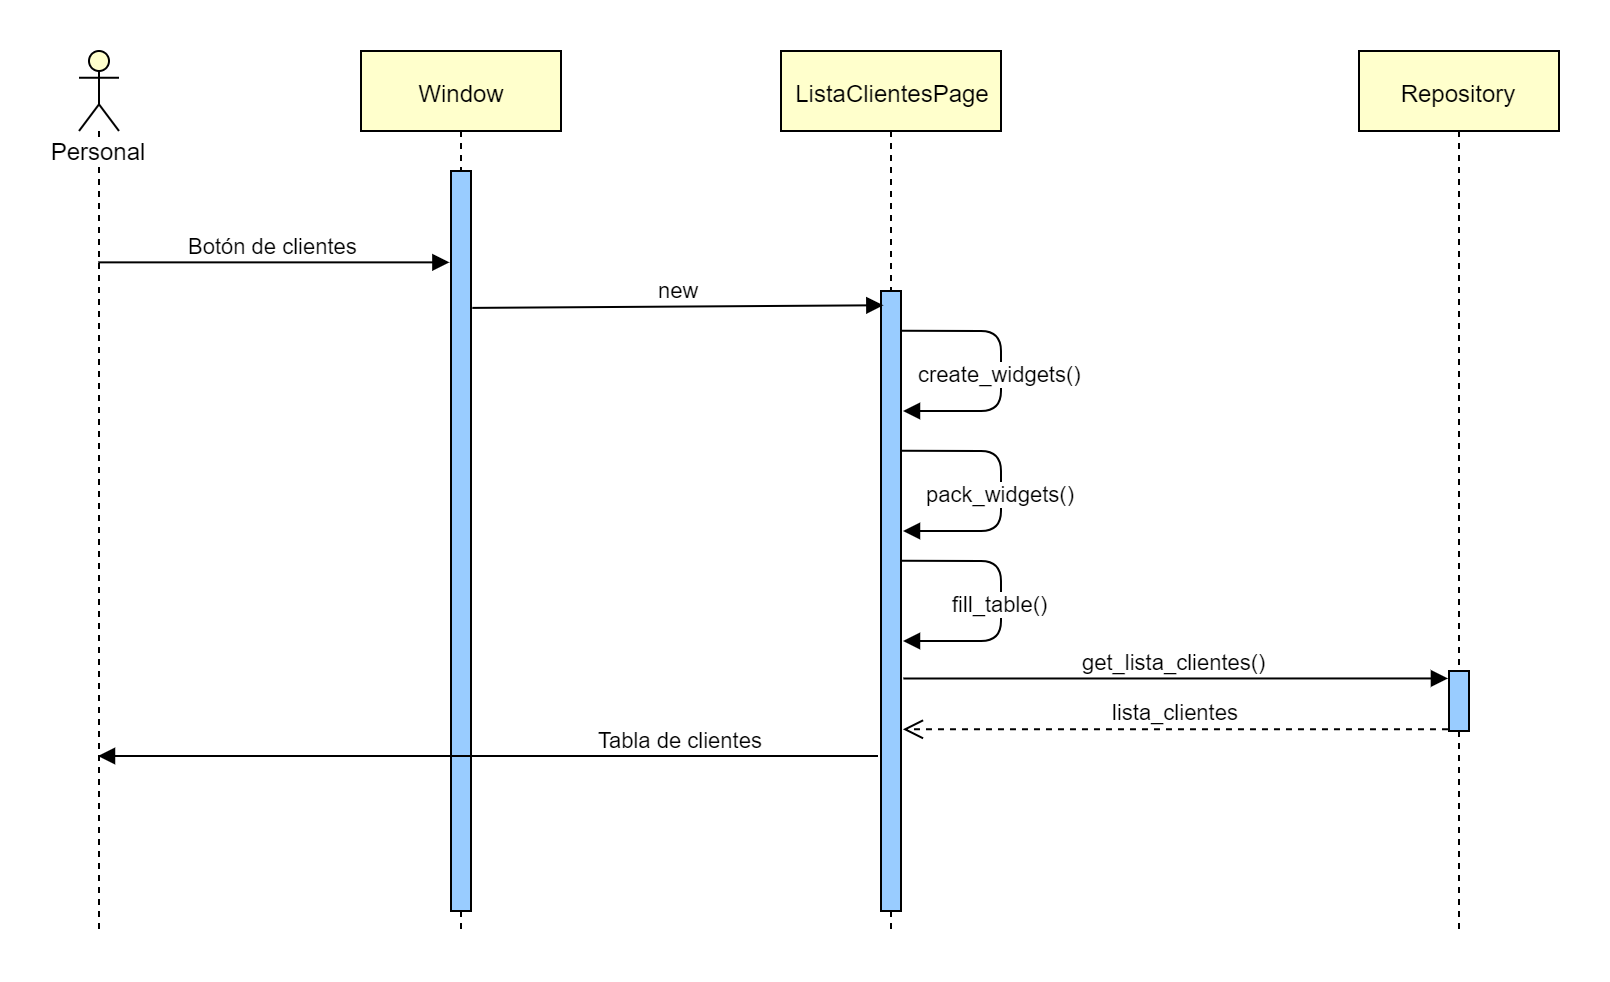 Personal
Window
ListaClientesPage
Repository
Botón de clientes
new
create_widgets()
pack_widgets()
fill_table()
get_lista_clientes()
lista_clientes
Tabla de clientes